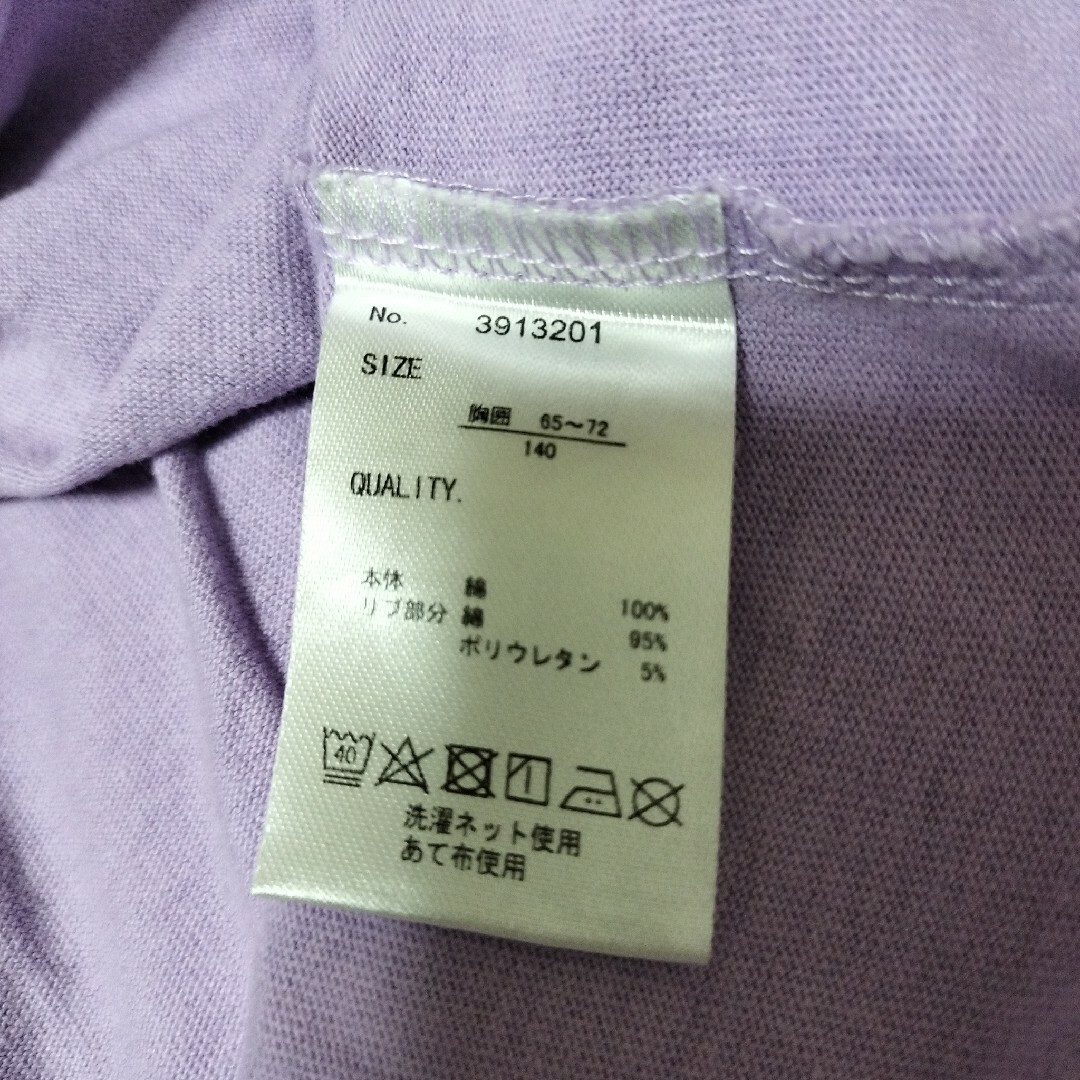 No. 3913201
SIZE
胸囲 65～72
140
QUALITY.
本体 綿 100%
リブ部分 綿 95%
ポリウレタン 5%
40
洗濯ネット使用
あて布使用